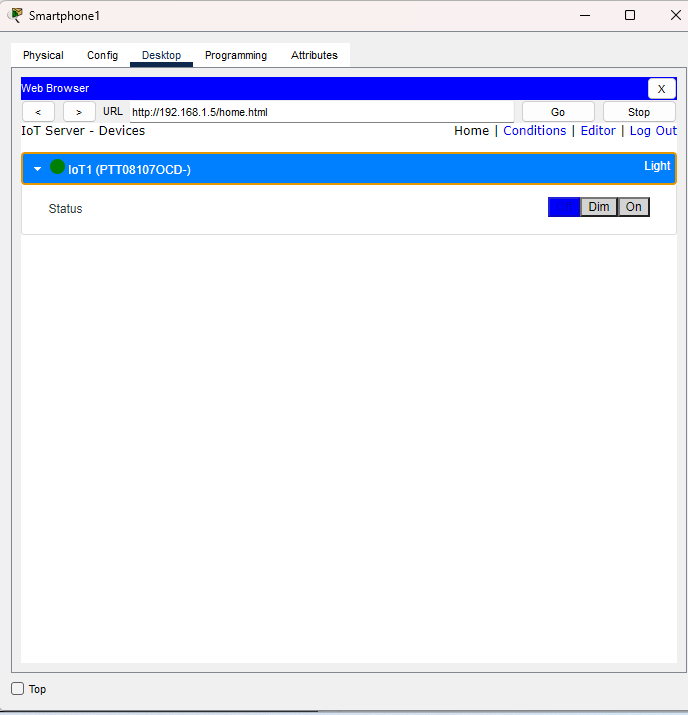 Smartphone1
Physical Config Desktop Programming Attributes
Web Browser X
< > URL http://192.168.1.5/home.html Go Stop
IoT Server - Devices Home | Conditions | Editor | Log Out
IoT1 (PTT08107OCD-) Light
Status Dim On
Top